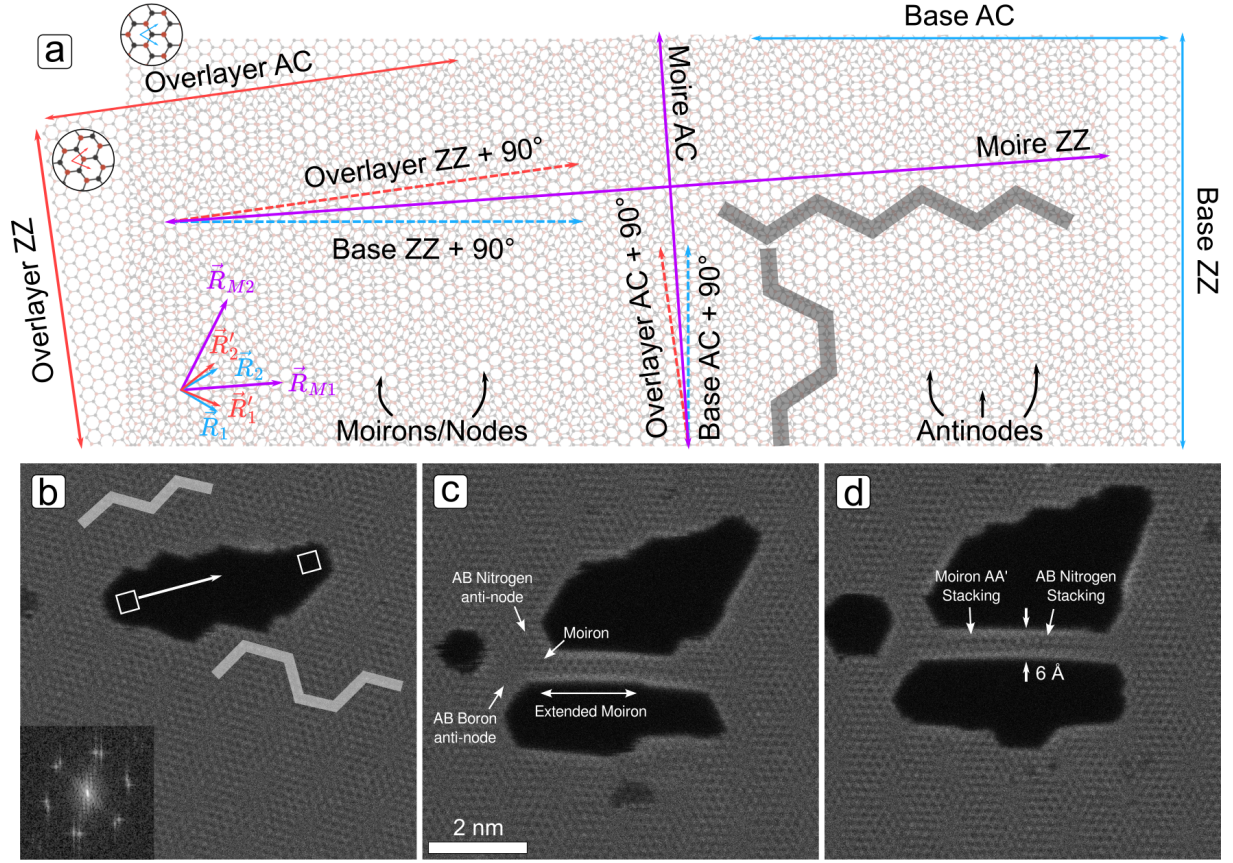 a
Overlayer AC
Base AC
Moire AC
Moire ZZ
Overlayer ZZ + 90°
Overlayer ZZ
Base ZZ + 90°
Base ZZ
Overlayer AC + 90°
Base AC + 90°
R⃗M2
R⃗′2
R⃗2
R⃗M1
R⃗′1
R⃗1
Moirons/Nodes
Antinodes
b
c
AB Nitrogen
anti-node
Moiron
AB Boron
anti-node
Extended Moiron
2 nm
d
Moiron AA'
Stacking
AB Nitrogen
Stacking
6 Å